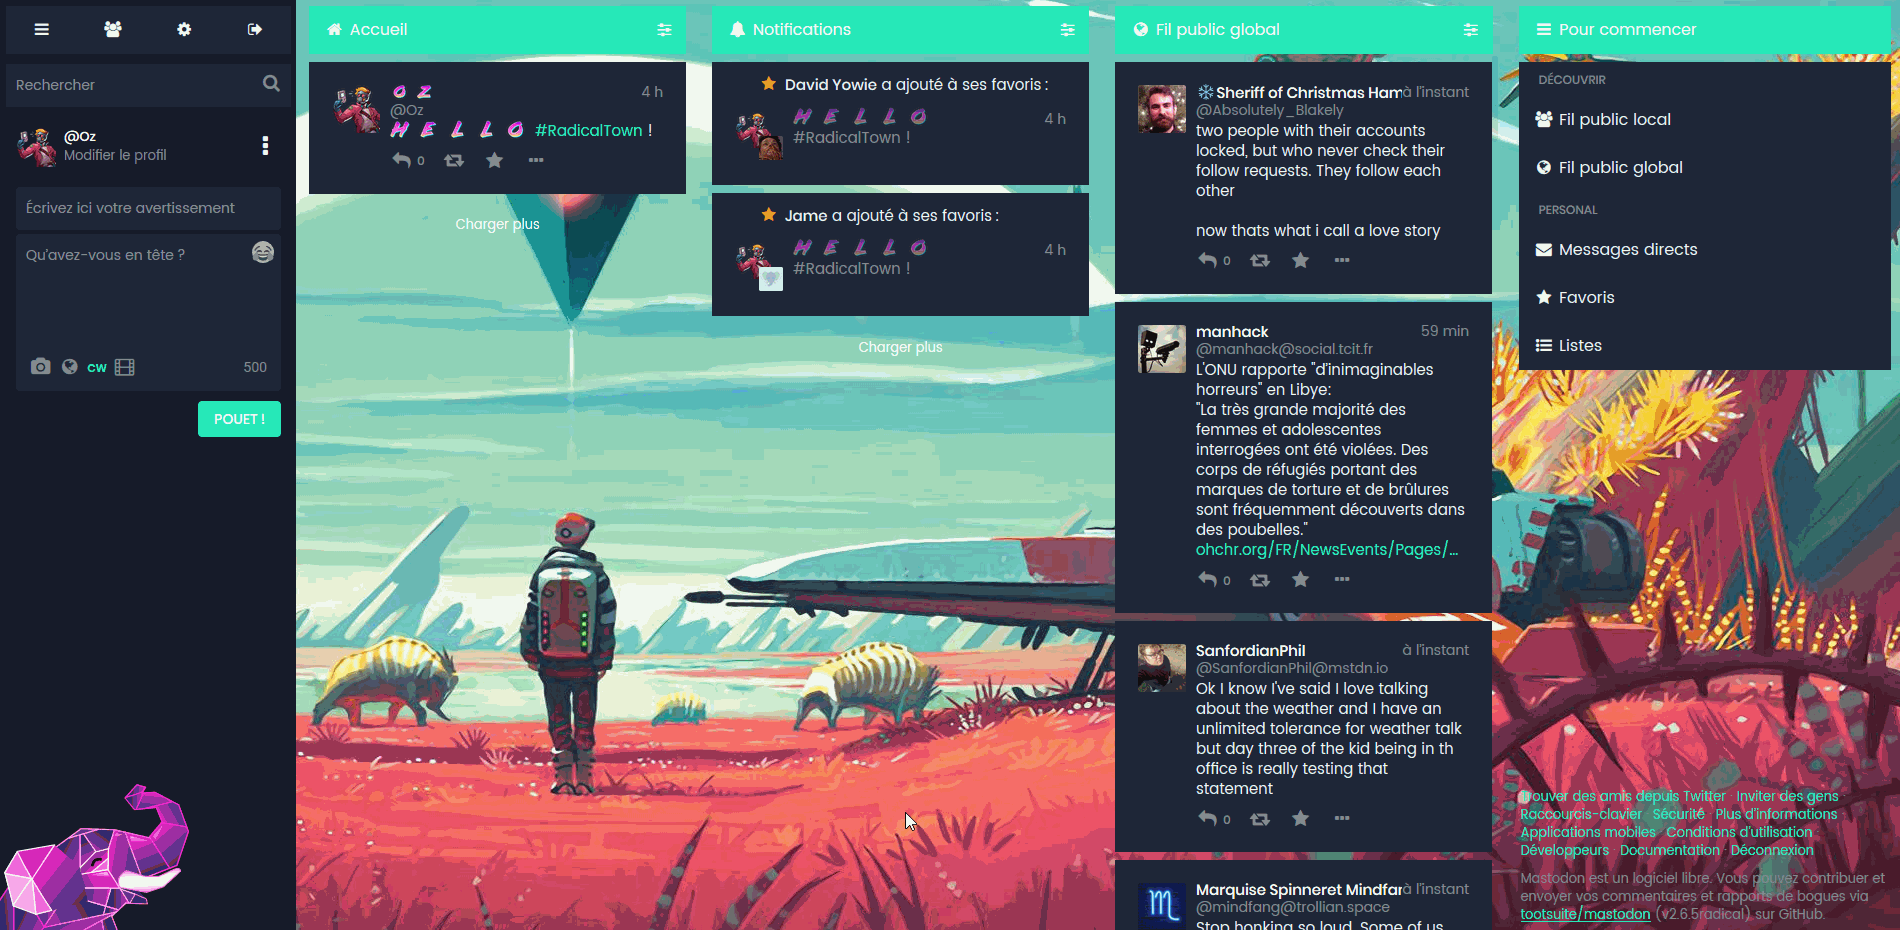 Rechercher
@Oz
Modifier le profil
Écrivez ici votre avertissement
Qu'avez-vous en tête ?
CW
500
POUET !
Accueil
O Z
4 h
@Oz
H E L L O #RadicalTown !
0
Charger plus
Notifications
David Yowie a ajouté à ses favoris :
H E L L O
4 h
#RadicalTown !
Jame a ajouté à ses favoris :
H E L L O
4 h
#RadicalTown !
Charger plus
Fil public global
Sheriff of Christmas Ham
à l'instant
@Absolutely_Blakely
two people with their accounts
locked, but who never check their
follow requests. They follow each
other
now thats what i call a love story
0
manhack
59 min
@manhack@social.tcit.fr
L'ONU rapporte "d'inimaginables
horreurs" en Libye:
"La très grande majorité des
femmes et adolescentes
interrogées ont été violées. Des
corps de réfugiés portant des
marques de torture et de brûlures
sont fréquemment découverts dans
des poubelles."
ohchr.org/FR/NewsEvents/Pages/...
0
SanfordianPhil
à l'instant
@SanfordianPhil@mstdn.io
Ok I know I've said I love talking
about the weather and I have an
unlimited tolerance for weather talk
but day three of the kid being in th
office is really testing that
statement
0
Marquise Spinneret Mindfan
à l'instant
@mindfang@trollian.space
Stop honking so loud. Some of us
Pour commencer
DÉCOUVRIR
Fil public local
Fil public global
PERSONAL
Messages directs
Favoris
Listes
Trouver des amis depuis Twitter · Inviter des gens ·
Raccourcis-clavier · Sécurité · Plus d'informations ·
Applications mobiles · Conditions d'utilisation ·
Développeurs · Documentation · Déconnexion
Mastodon est un logiciel libre. Vous pouvez contribuer et
envoyer vos commentaires et rapports de bogues via
tootsuite/mastodon (v2.6.5radical) sur GitHub.